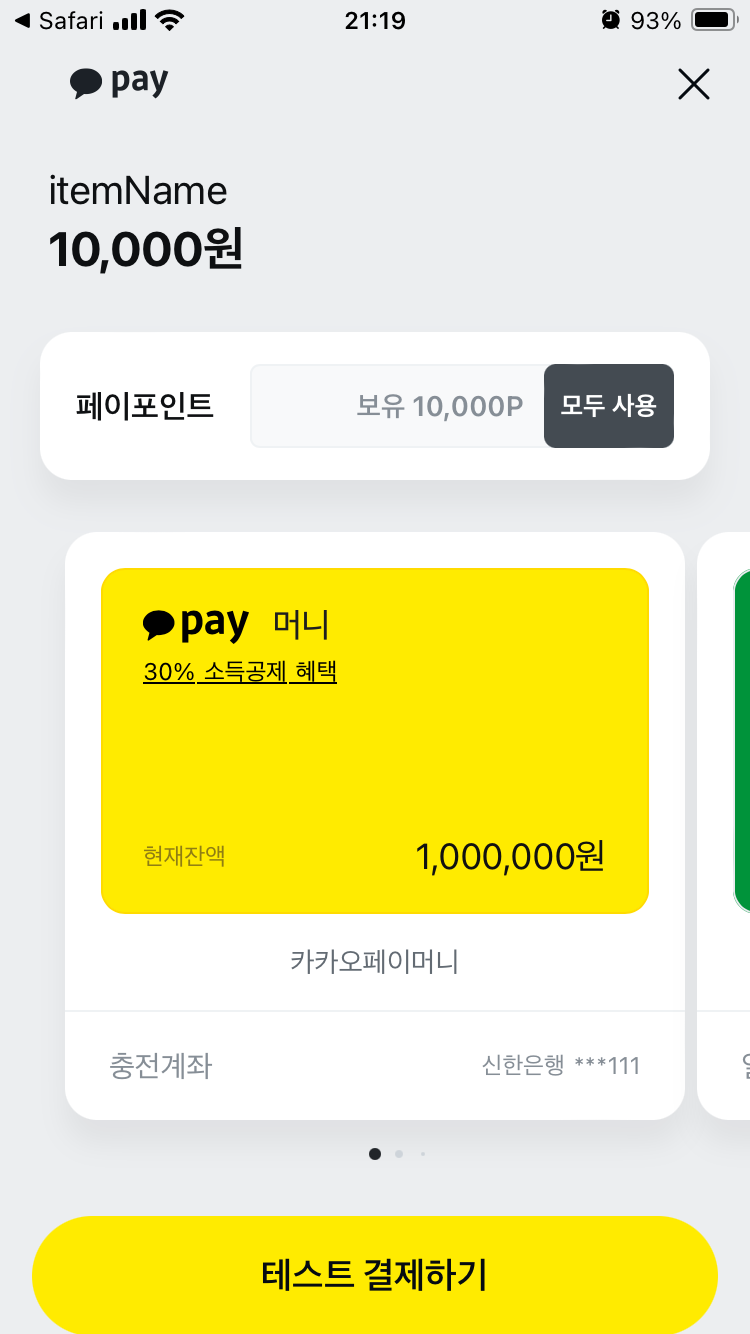 Safari 21:19 93%
pay
itemName
10,000원
페이포인트 보유 10,000P 모두 사용
pay 머니
30% 소득공제 혜택
현재잔액 1,000,000원
카카오페이머니
충전계좌 신한은행 ***111
테스트 결제하기